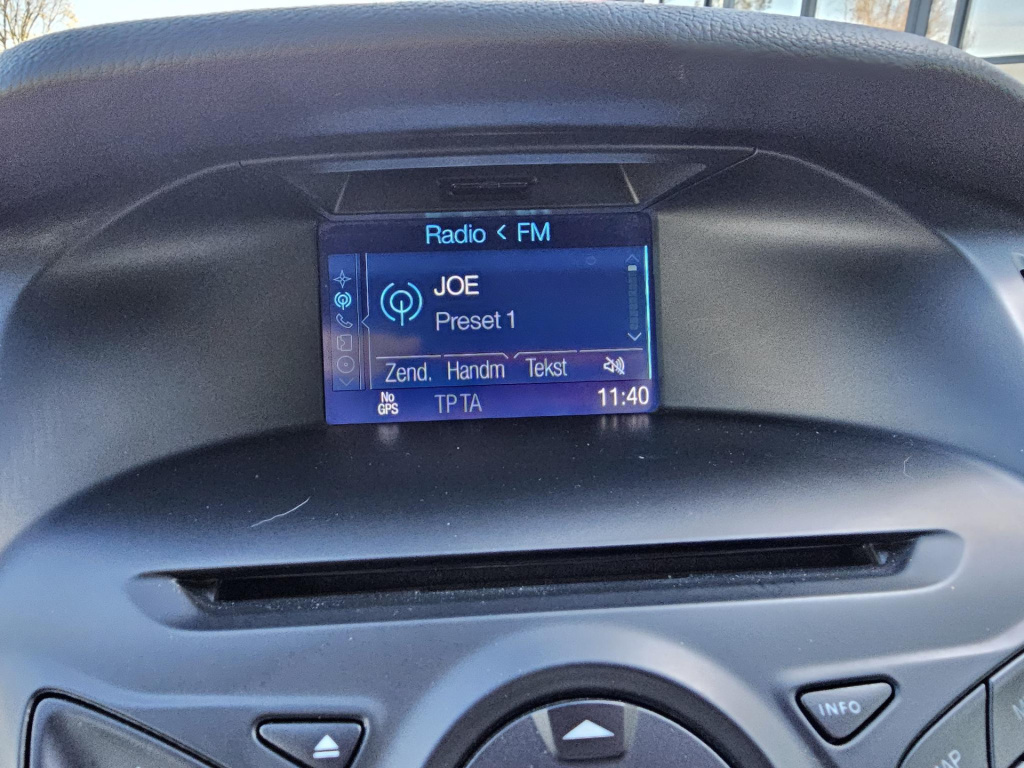 Radio < FM
JOE
Preset 1
Zend. Handm Tekst
No GPS TP TA 11:40
INFO